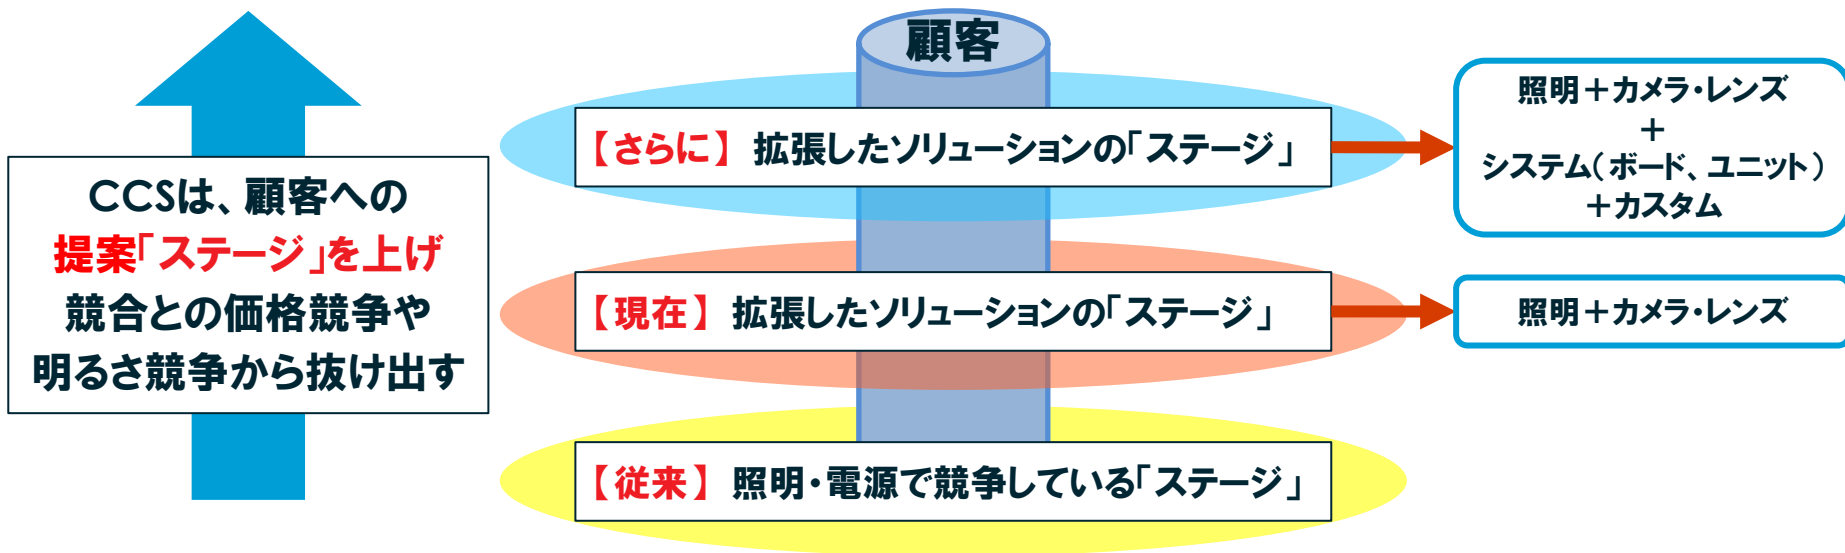 顧客
CCSは、顧客への
提案「ステージ」を上げ
競合との価格競争や
明るさ競争から抜け出す
【さらに】 拡張したソリューションの「ステージ」
照明+カメラ・レンズ
+
システム(ボード、ユニット)
+カスタム
【現在】 拡張したソリューションの「ステージ」
照明+カメラ・レンズ
【従来】 照明・電源で競争している「ステージ」